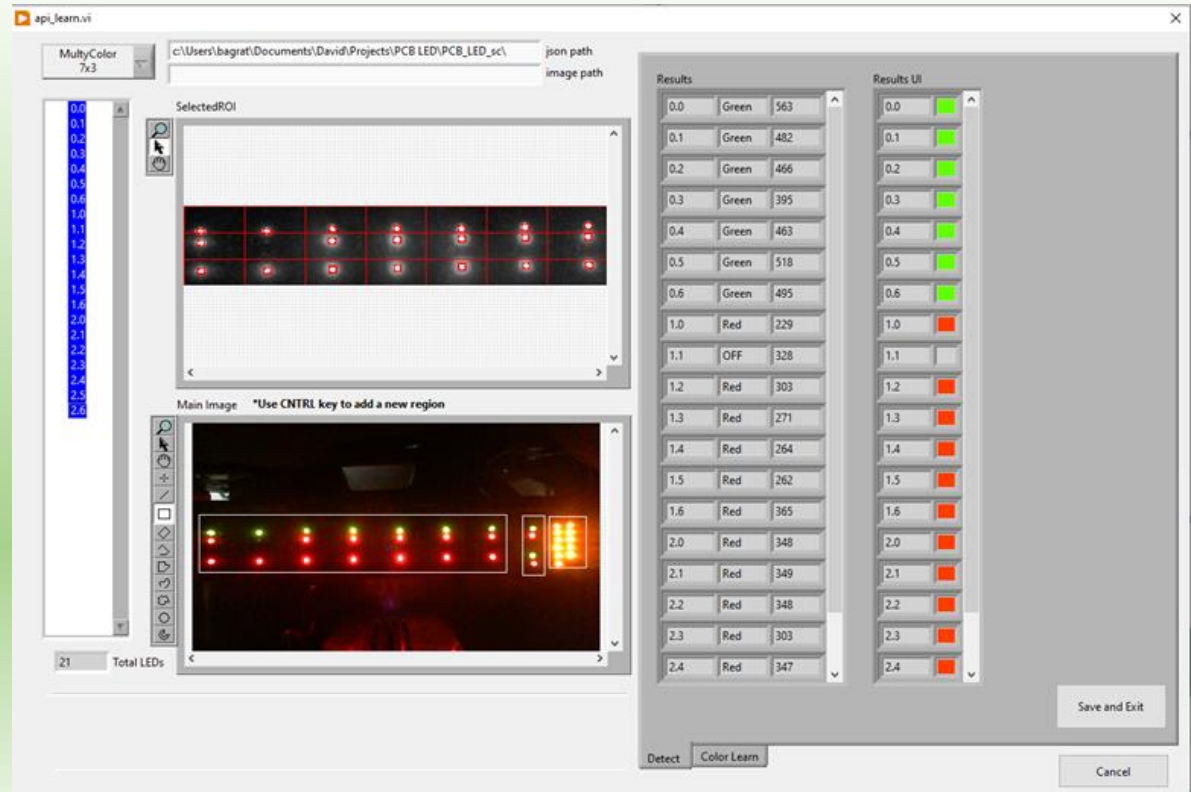 api_learn.vi
MultyColor
7x3
c:\Users\bagrat\Documents\David\Projects\PCB LED\PCB_LED_sc\ json path
image path
0.0
0.1
0.2
0.3
0.4
0.5
0.6
1.0
1.1
1.2
1.3
1.4
1.5
1.6
2.0
2.1
2.2
2.3
2.4
2.5
2.6
SelectedROI
Main Image *Use CNTRL key to add a new region
21 Total LEDs
Results
0.0 Green 563
0.1 Green 482
0.2 Green 466
0.3 Green 395
0.4 Green 463
0.5 Green 518
0.6 Green 495
1.0 Red 229
1.1 OFF 328
1.2 Red 303
1.3 Red 271
1.4 Red 264
1.5 Red 262
1.6 Red 365
2.0 Red 348
2.1 Red 349
2.2 Red 348
2.3 Red 303
2.4 Red 347
Results UI
0.0
0.1
0.2
0.3
0.4
0.5
0.6
1.0
1.1
1.2
1.3
1.4
1.5
1.6
2.0
2.1
2.2
2.3
2.4
Save and Exit
Detect Color Learn
Cancel